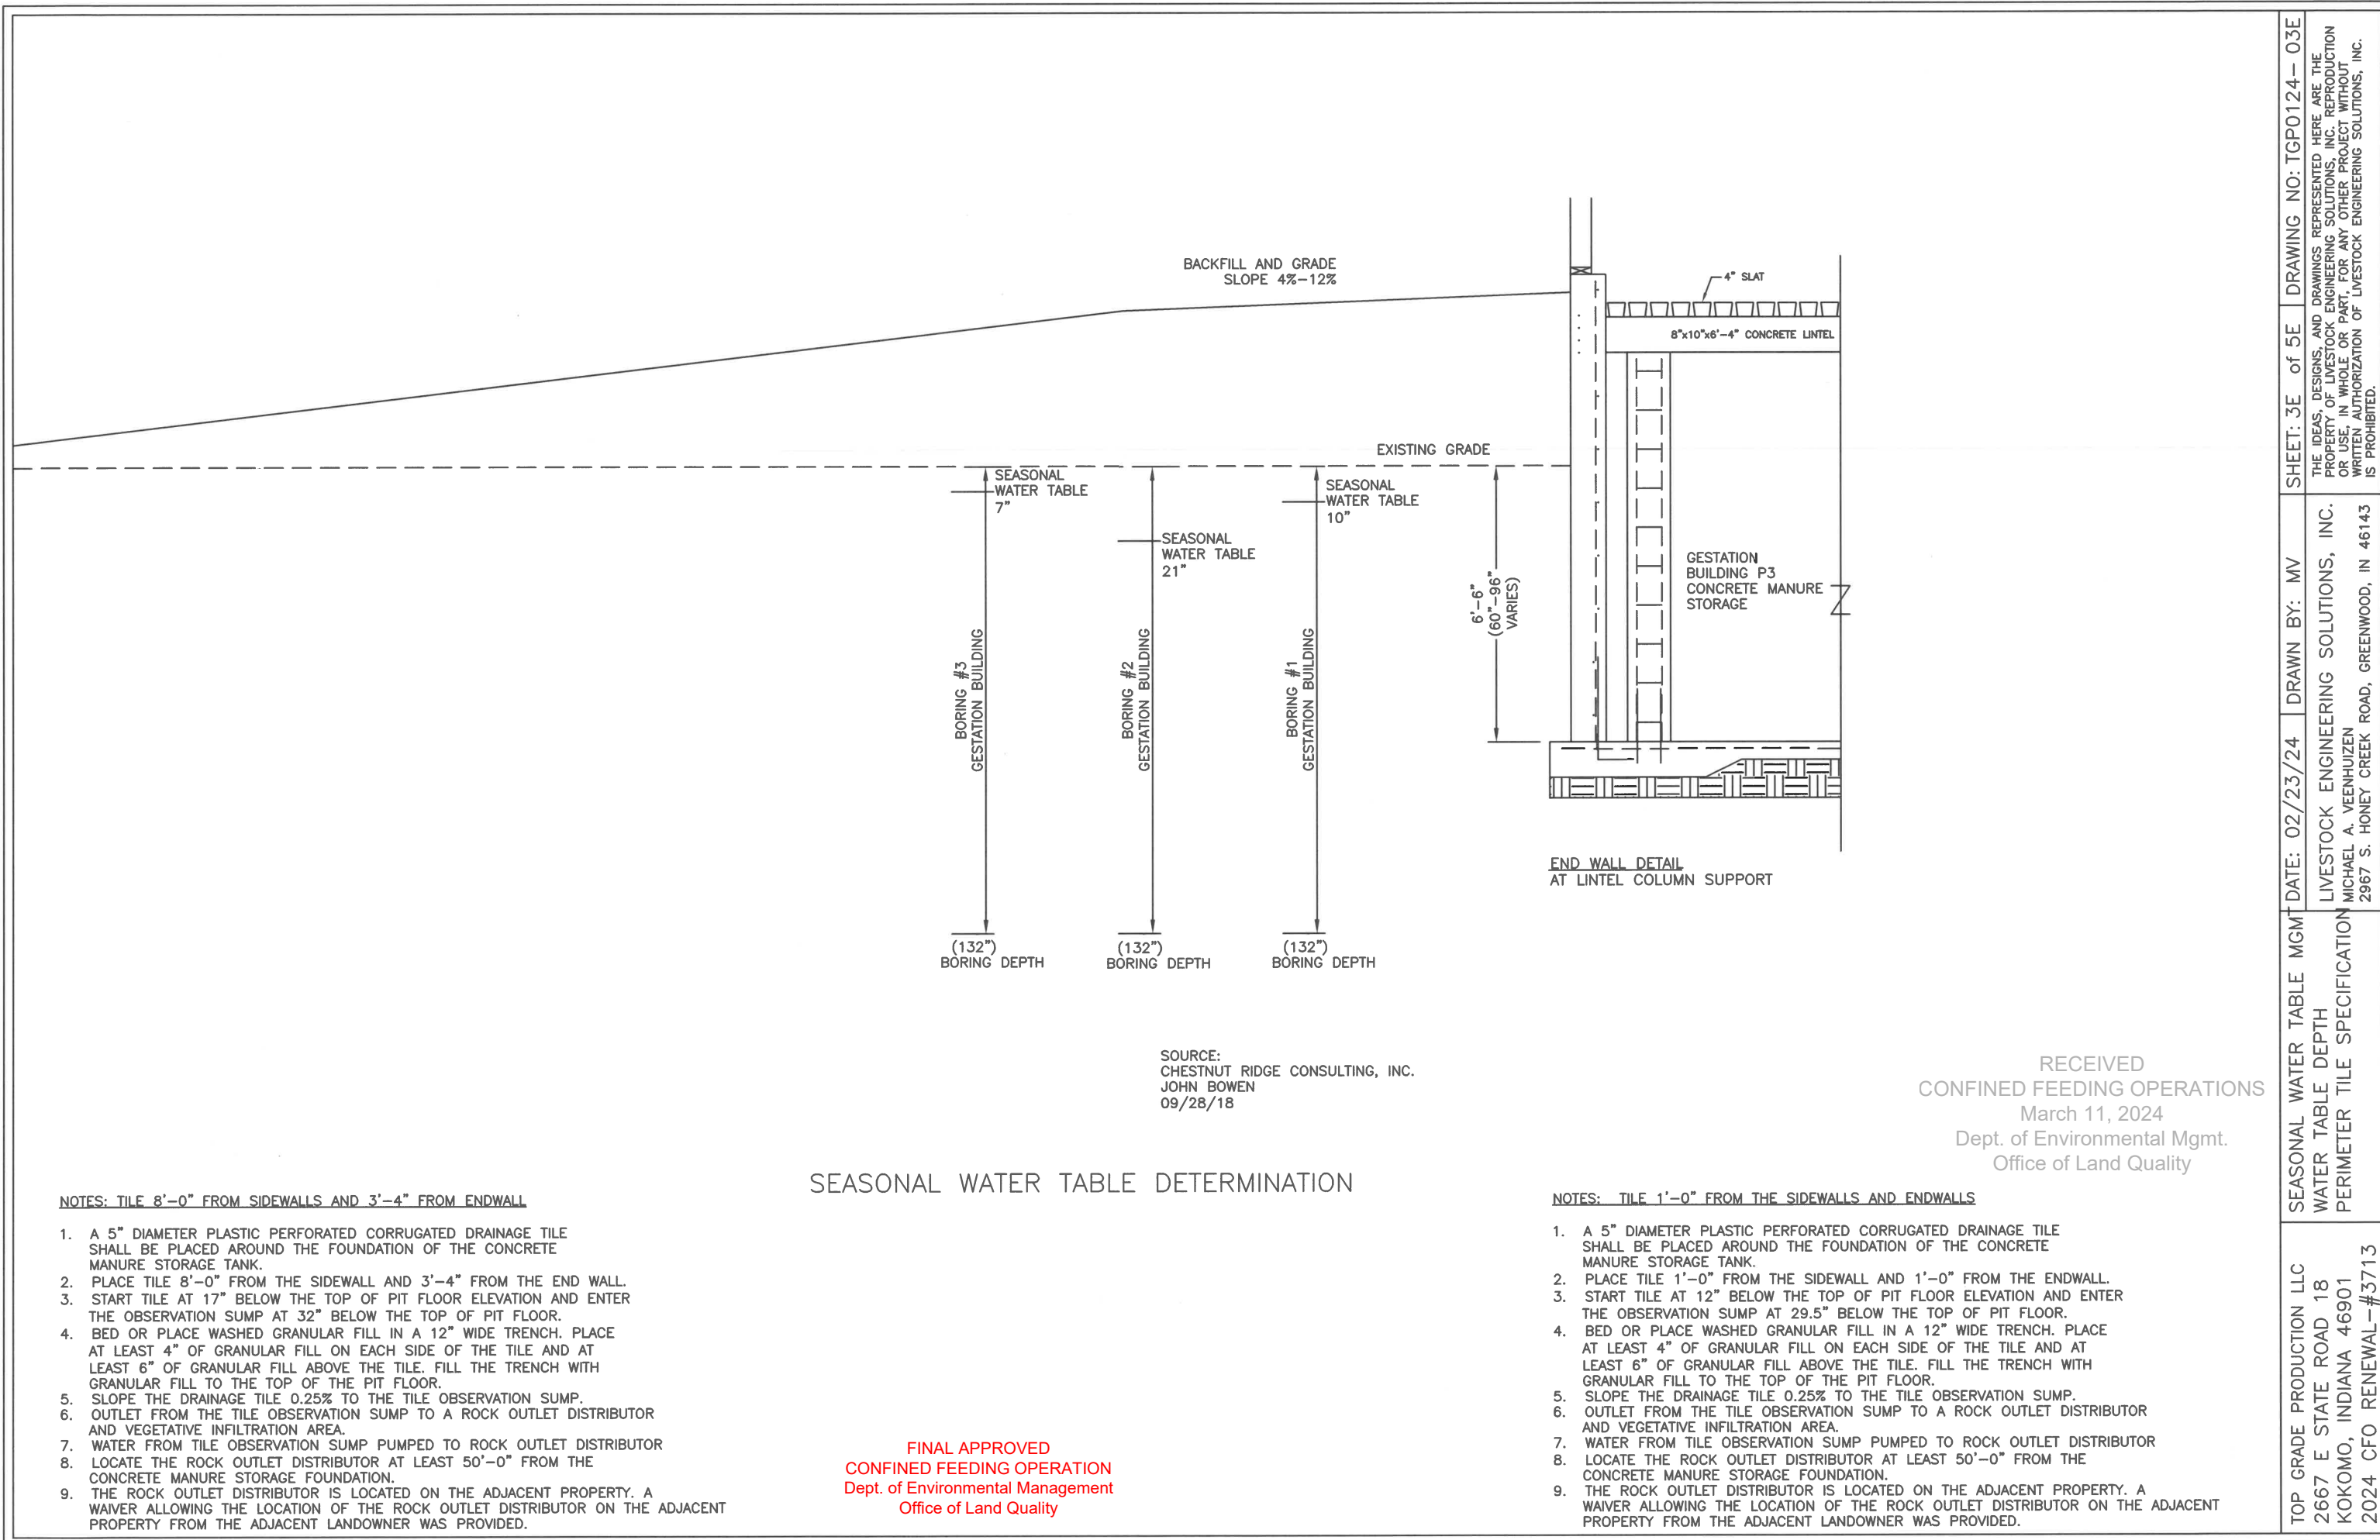 BACKFILL AND GRADE
SLOPE 4%-12%
4" SLAT
8"x10"x6'-4" CONCRETE LINTEL
EXISTING GRADE
SEASONAL
WATER TABLE
7"
SEASONAL
WATER TABLE
21"
SEASONAL
WATER TABLE
10"
BORING #3
GESTATION BUILDING
BORING #2
GESTATION BUILDING
BORING #1
GESTATION BUILDING
6'-6"
(60"-96"
VARIES)
GESTATION
BUILDING P3
CONCRETE MANURE
STORAGE
(132")
BORING DEPTH
(132")
BORING DEPTH
(132")
BORING DEPTH
END WALL DETAIL
AT LINTEL COLUMN SUPPORT
SOURCE:
CHESTNUT RIDGE CONSULTING, INC.
JOHN BOWEN
09/28/18
RECEIVED
CONFINED FEEDING OPERATIONS
March 11, 2024
Dept. of Environmental Mgmt.
Office of Land Quality
SEASONAL WATER TABLE DETERMINATION
NOTES: TILE 8'-0" FROM SIDEWALLS AND 3'-4" FROM ENDWALL
1. A 5" DIAMETER PLASTIC PERFORATED CORRUGATED DRAINAGE TILE
SHALL BE PLACED AROUND THE FOUNDATION OF THE CONCRETE
MANURE STORAGE TANK.
2. PLACE TILE 8'-0" FROM THE SIDEWALL AND 3'-4" FROM THE END WALL.
3. START TILE AT 17" BELOW THE TOP OF PIT FLOOR ELEVATION AND ENTER
THE OBSERVATION SUMP AT 32" BELOW THE TOP OF PIT FLOOR.
4. BED OR PLACE WASHED GRANULAR FILL IN A 12" WIDE TRENCH. PLACE
AT LEAST 4" OF GRANULAR FILL ON EACH SIDE OF THE TILE AND AT
LEAST 6" OF GRANULAR FILL ABOVE THE TILE. FILL THE TRENCH WITH
GRANULAR FILL TO THE TOP OF THE PIT FLOOR.
5. SLOPE THE DRAINAGE TILE 0.25% TO THE TILE OBSERVATION SUMP.
6. OUTLET FROM THE TILE OBSERVATION SUMP TO A ROCK OUTLET DISTRIBUTOR
AND VEGETATIVE INFILTRATION AREA.
7. WATER FROM TILE OBSERVATION SUMP PUMPED TO ROCK OUTLET DISTRIBUTOR
8. LOCATE THE ROCK OUTLET DISTRIBUTOR AT LEAST 50'-0" FROM THE
CONCRETE MANURE STORAGE FOUNDATION.
9. THE ROCK OUTLET DISTRIBUTOR IS LOCATED ON THE ADJACENT PROPERTY. A
WAIVER ALLOWING THE LOCATION OF THE ROCK OUTLET DISTRIBUTOR ON THE ADJACENT
PROPERTY FROM THE ADJACENT LANDOWNER WAS PROVIDED.
FINAL APPROVED
CONFINED FEEDING OPERATION
Dept. of Environmental Management
Office of Land Quality
NOTES: TILE 1'-0" FROM THE SIDEWALLS AND ENDWALLS
1. A 5" DIAMETER PLASTIC PERFORATED CORRUGATED DRAINAGE TILE
SHALL BE PLACED AROUND THE FOUNDATION OF THE CONCRETE
MANURE STORAGE TANK.
2. PLACE TILE 1'-0" FROM THE SIDEWALL AND 1'-0" FROM THE ENDWALL.
3. START TILE AT 12" BELOW THE TOP OF PIT FLOOR ELEVATION AND ENTER
THE OBSERVATION SUMP AT 29.5" BELOW THE TOP OF PIT FLOOR.
4. BED OR PLACE WASHED GRANULAR FILL IN A 12" WIDE TRENCH. PLACE
AT LEAST 4" OF GRANULAR FILL ON EACH SIDE OF THE TILE AND AT
LEAST 6" OF GRANULAR FILL ABOVE THE TILE. FILL THE TRENCH WITH
GRANULAR FILL TO THE TOP OF THE PIT FLOOR.
5. SLOPE THE DRAINAGE TILE 0.25% TO THE TILE OBSERVATION SUMP.
6. OUTLET FROM THE TILE OBSERVATION SUMP TO A ROCK OUTLET DISTRIBUTOR
AND VEGETATIVE INFILTRATION AREA.
7. WATER FROM TILE OBSERVATION SUMP PUMPED TO ROCK OUTLET DISTRIBUTOR
8. LOCATE THE ROCK OUTLET DISTRIBUTOR AT LEAST 50'-0" FROM THE
CONCRETE MANURE STORAGE FOUNDATION.
9. THE ROCK OUTLET DISTRIBUTOR IS LOCATED ON THE ADJACENT PROPERTY. A
WAIVER ALLOWING THE LOCATION OF THE ROCK OUTLET DISTRIBUTOR ON THE ADJACENT
PROPERTY FROM THE ADJACENT LANDOWNER WAS PROVIDED.
TOP GRADE PRODUCTION LLC
2667 E STATE ROAD 18
KOKOMO, INDIANA 46901
2024 CFO RENEWAL-#3713
SEASONAL WATER TABLE MGMT
WATER TABLE DEPTH
PERIMETER TILE SPECIFICATION
DATE: 02/23/24
DRAWN BY: MV
LIVESTOCK ENGINEERING SOLUTIONS, INC.
MICHAEL A. VEENHUIZEN
2967 S. HONEY CREEK ROAD, GREENWOOD, IN 46143
SHEET: 3E of 5E
DRAWING NO: TGP0124-03E
THE IDEAS, DESIGNS, AND DRAWINGS REPRESENTED HERE ARE THE
PROPERTY OF LIVESTOCK ENGINEERING SOLUTIONS, INC. REPRODUCTION
OR USE, IN WHOLE OR PART, FOR ANY OTHER PROJECT WITHOUT
WRITTEN AUTHORIZATION OF LIVESTOCK ENGINEERING SOLUTIONS, INC.
IS PROHIBITED.